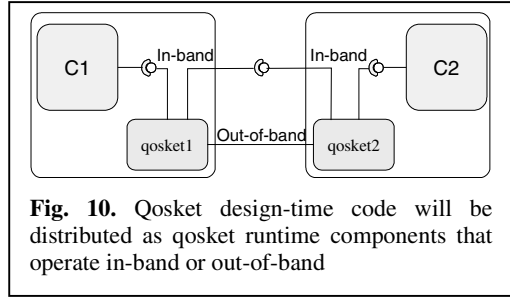 In-band
In-band
C1
C2
Out-of-band
qosket1
qosket2
Fig. 10. Qosket design-time code will be
distributed as qosket runtime components that
operate in-band or out-of-band